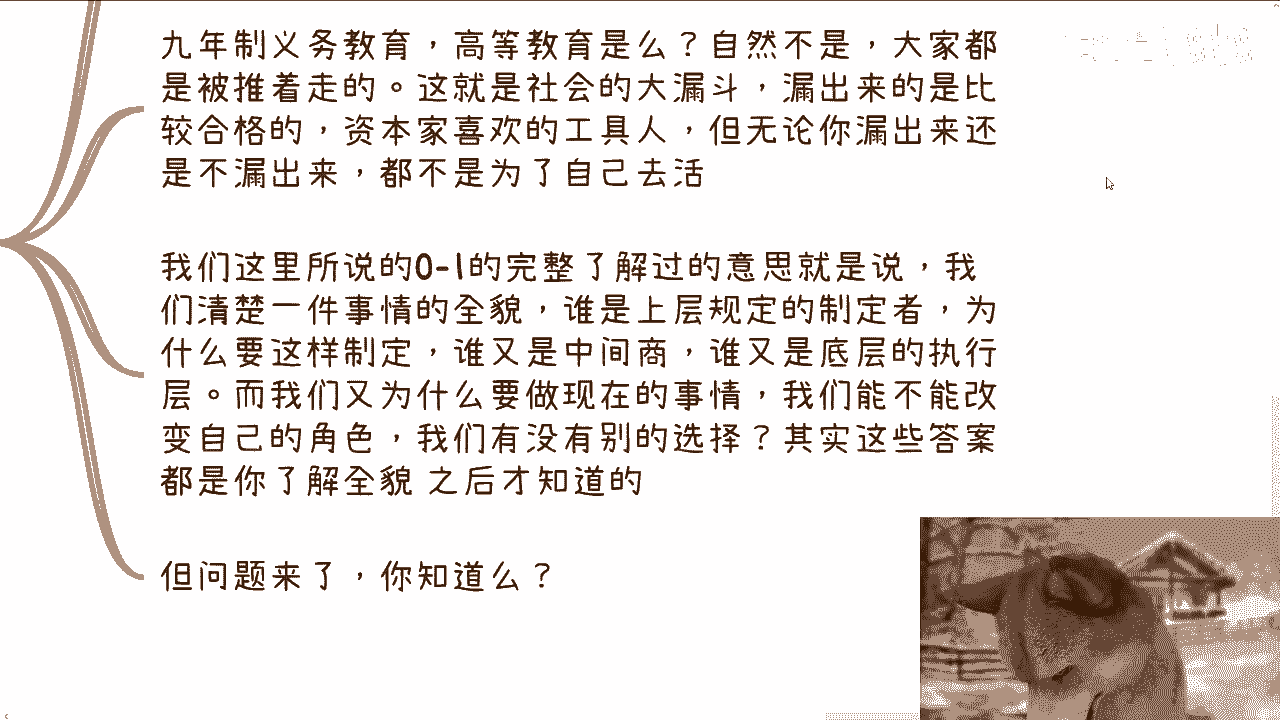 九年制义务教育，高等教育是么？自然不是，大家都
是被推着走的。这就是社会的大漏斗，漏出来的是比
较合格的，资本家喜欢的工具人，但无论你漏出来还
是不漏出来，都不是为了自己去活
我们这里所说的0-1的完整了解过的意思就是说，我
们清楚一件事情的全貌，谁是上层规定的制定者，为
什么要这样制定，谁又是中间商，谁又是底层的执行
层。而我们又为什么要做现在的事情，我们能不能改
变自己的角色，我们有没有别的选择？其实这些答案
都是你了解全貌 之后才知道的
但问题来了，你知道么？